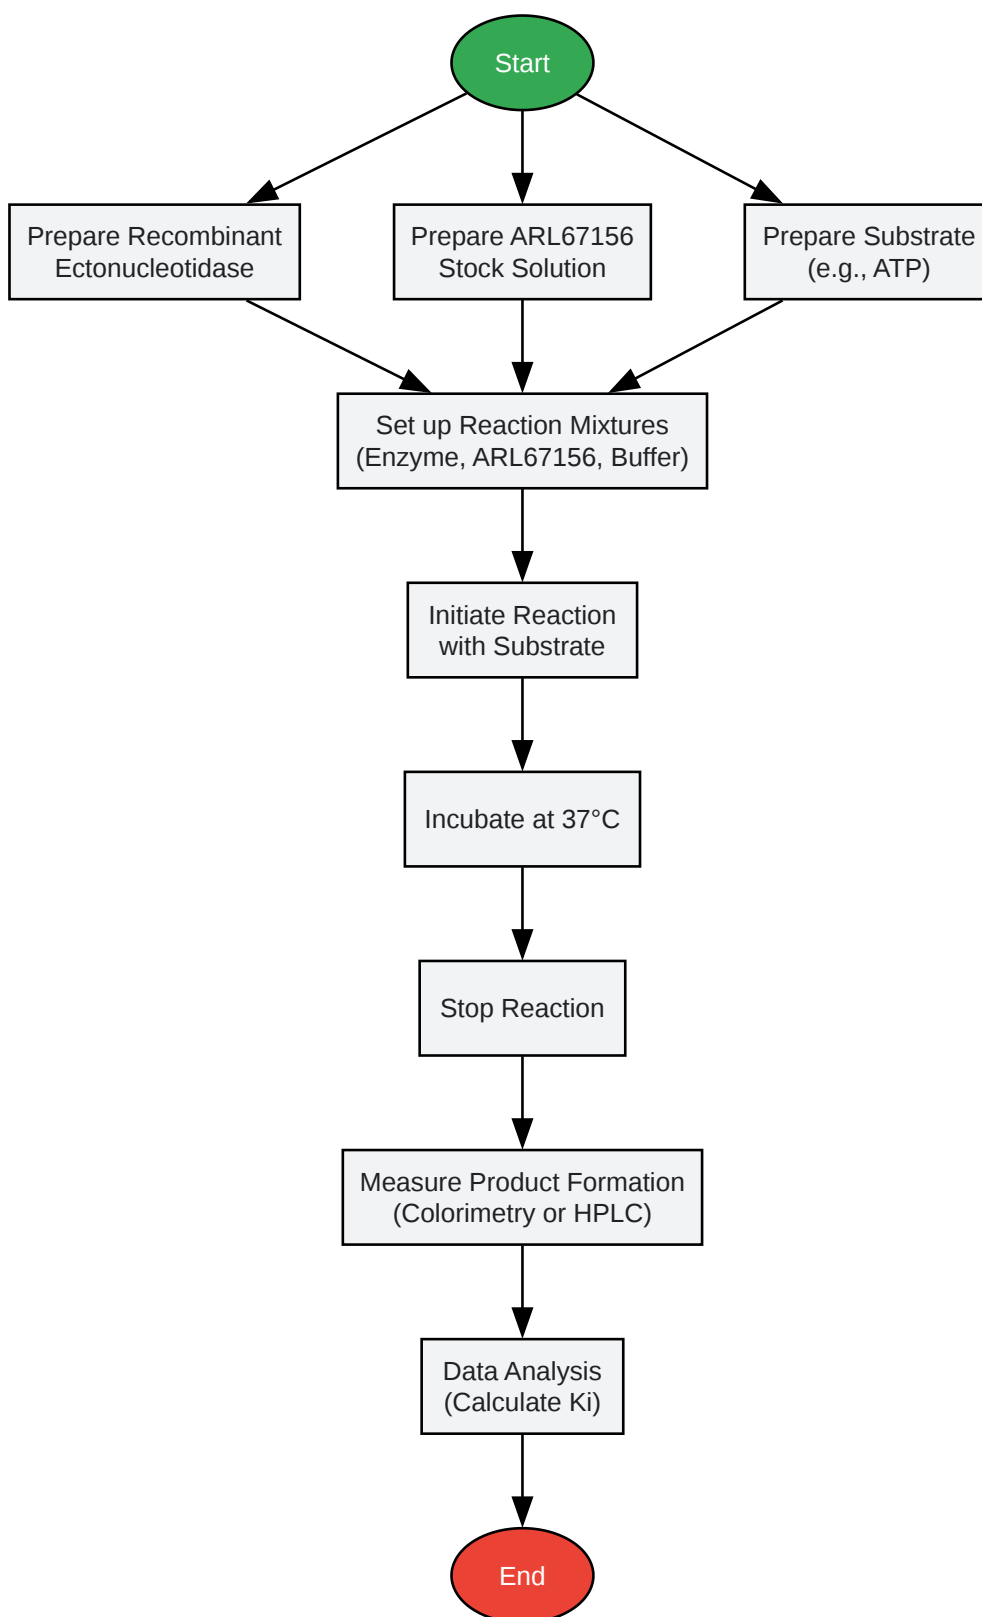 Start
Prepare Recombinant
Ectonucleotidase
Prepare ARL67156
Stock Solution
Prepare Substrate
(e.g., ATP)
Set up Reaction Mixtures
(Enzyme, ARL67156, Buffer)
Initiate Reaction
with Substrate
Incubate at 37°C
Stop Reaction
Measure Product Formation
(Colorimetry or HPLC)
Data Analysis
(Calculate Ki)
End